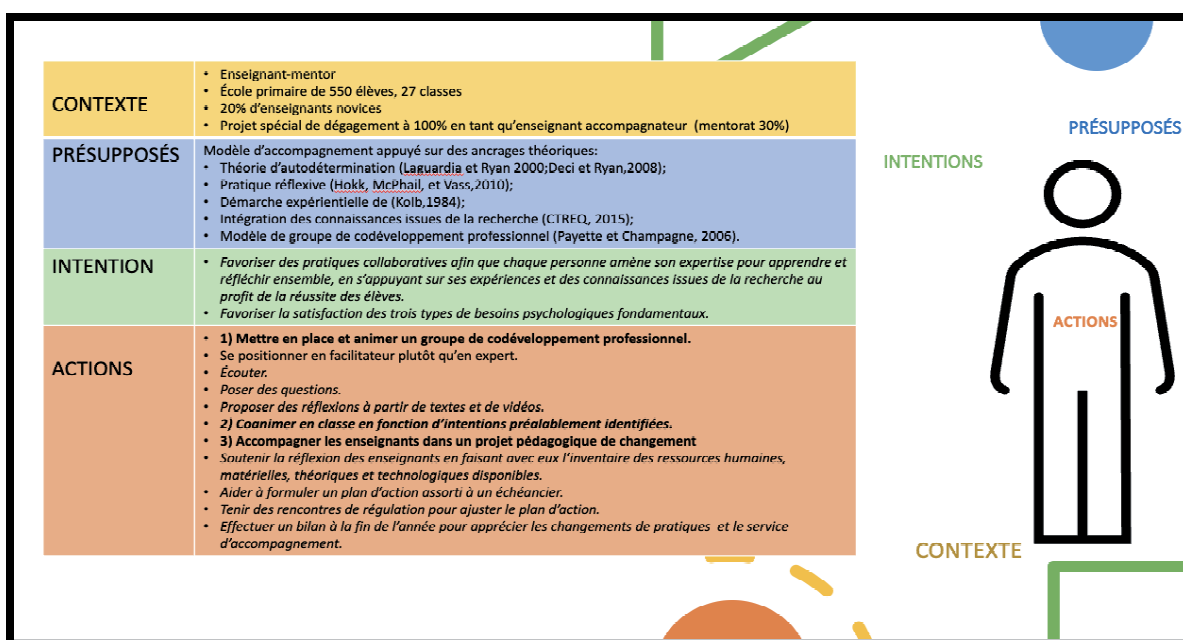 CONTEXTE
• Enseignant-mentor
• École primaire de 550 élèves, 27 classes
• 20% d'enseignants novices
• Projet spécial de dégagement à 100% en tant qu'enseignant accompagnateur (mentorat 30%)
PRÉSUPPOSÉS
Modèle d'accompagnement appuyé sur des ancrages théoriques:
• Théorie d'autodétermination (Laguardia et Ryan 2000;Deci et Ryan,2008);
• Pratique réflexive (Hokk, McPhail, et Vass,2010);
• Démarche expérientielle de (Kolb,1984);
• Intégration des connaissances issues de la recherche (CTREQ, 2015);
• Modèle de groupe de codéveloppement professionnel (Payette et Champagne, 2006).
INTENTION
• Favoriser des pratiques collaboratives afin que chaque personne amène son expertise pour apprendre et
réfléchir ensemble, en s'appuyant sur ses expériences et des connaissances issues de la recherche au
profit de la réussite des élèves.
• Favoriser la satisfaction des trois types de besoins psychologiques fondamentaux.
ACTIONS
• 1) Mettre en place et animer un groupe de codéveloppement professionnel.
• Se positionner en facilitateur plutôt qu'en expert.
• Écouter.
• Poser des questions.
• Proposer des réflexions à partir de textes et de vidéos.
• 2) Coanimer en classe en fonction d'intentions préalablement identifiées.
• 3) Accompagner les enseignants dans un projet pédagogique de changement
• Soutenir la réflexion des enseignants en faisant avec eux l'inventaire des ressources humaines,
matérielles, théoriques et technologiques disponibles.
• Aider à formuler un plan d'action assorti à un échéancier.
• Tenir des rencontres de régulation pour ajuster le plan d'action.
• Effectuer un bilan à la fin de l'année pour apprécier les changements de pratiques et le service
d'accompagnement.
PRÉSUPPOSÉS
INTENTIONS
ACTIONS
CONTEXTE